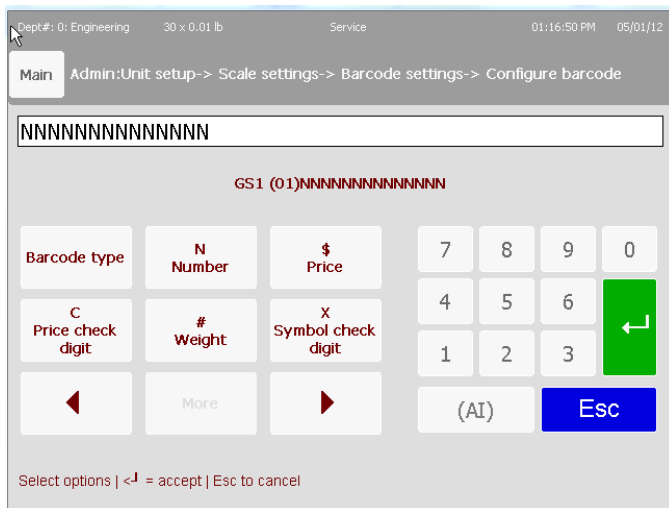 Dept#: 0: Engineering 30 x 0.01 lb Service 01:16:50 PM 05/01/12
Main Admin:Unit setup-> Scale settings-> Barcode settings-> Configure barcode
NNNNNNNNNNNNNN
GS1 (01)NNNNNNNNNNNNNN
Barcode type
N
Number
$
Price
7 8 9 0
C
Price check
digit
#
Weight
X
Symbol check
digit
4 5 6
1 2 3
More
(AI) Esc
Select options | <┘ = accept | Esc to cancel